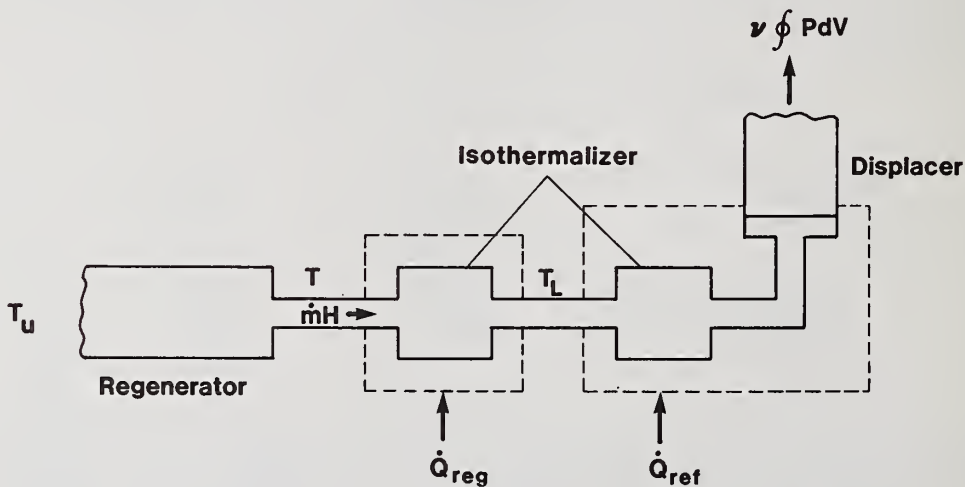 ν ∮ PdV
Isothermalizer
Displacer
T
T_L
T_u
ṁH
Regenerator
Q̇_reg
Q̇_ref